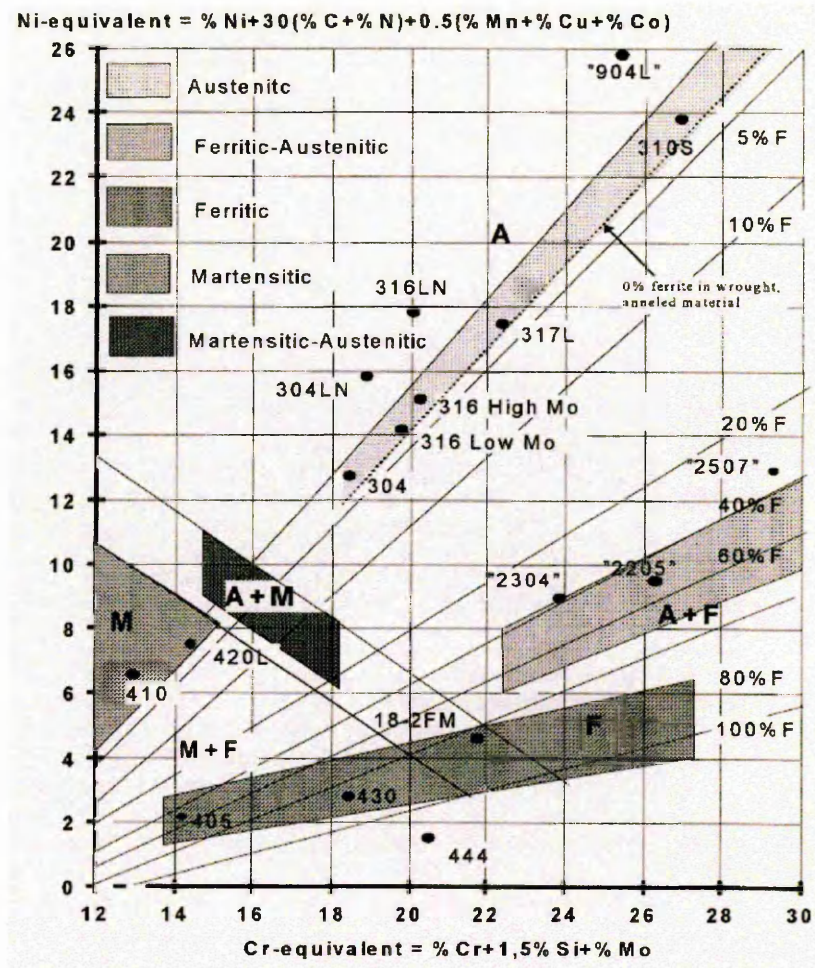 Ni-equivalent = % Ni+30(% C+% N)+0.5(% Mn+% Cu+% Co)
26
24
22
20
18
16
14
12
10
8
6
4
2
0
Austenitc
Ferritic-Austenitic
Ferritic
Martensitic
Martensitic-Austenitic
"904L"
310S
5% F
10% F
A
0% ferrite in wrought,
anneled material
316LN
317L
304LN
316 High Mo
316 Low Mo
304
20% F
"2507"
40% F
60% F
"2304"
"2205"
A + F
A + M
M
420L
410
80% F
18-2FM
F
100% F
M + F
430
405
444
12
14
16
18
20
22
24
26
28
30
Cr-equivalent = % Cr+1,5% Si+% Mo